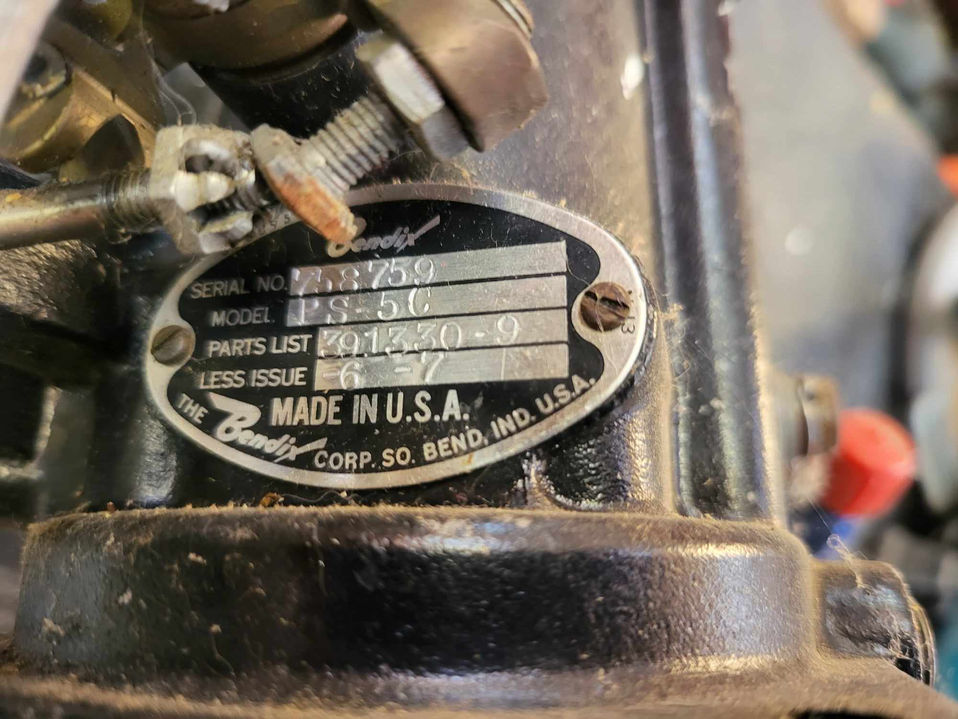 Bendix
SERIAL NO. 758759
MODEL PS-5C
PARTS LIST 391330-9
LESS ISSUE -6 -7
MADE IN U.S.A.
THE Bendix CORP. SO. BEND, IND. U.S.A.